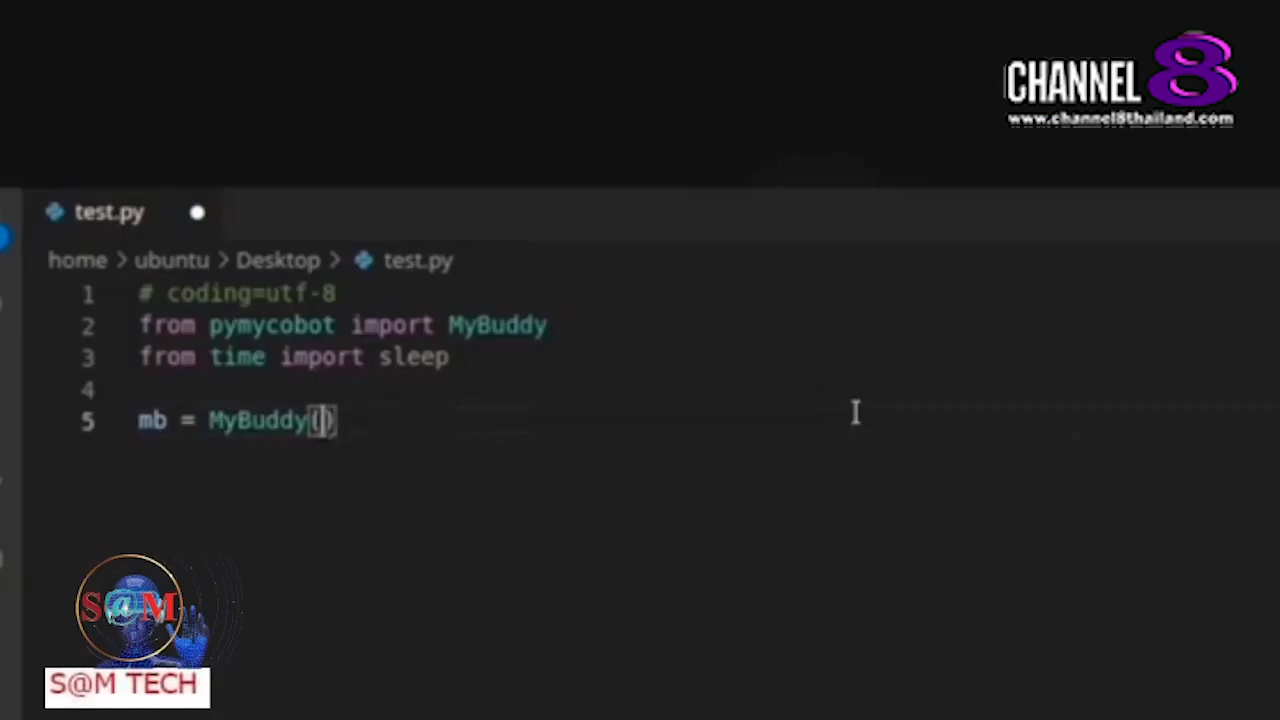 CHANNEL 8
www.channel8thailand.com
test.py
home > ubuntu > Desktop > test.py
1 # coding=utf-8
2 from pymycobot import MyBuddy
3 from time import sleep
4
5 mb = MyBuddy()
S@M
S@M TECH